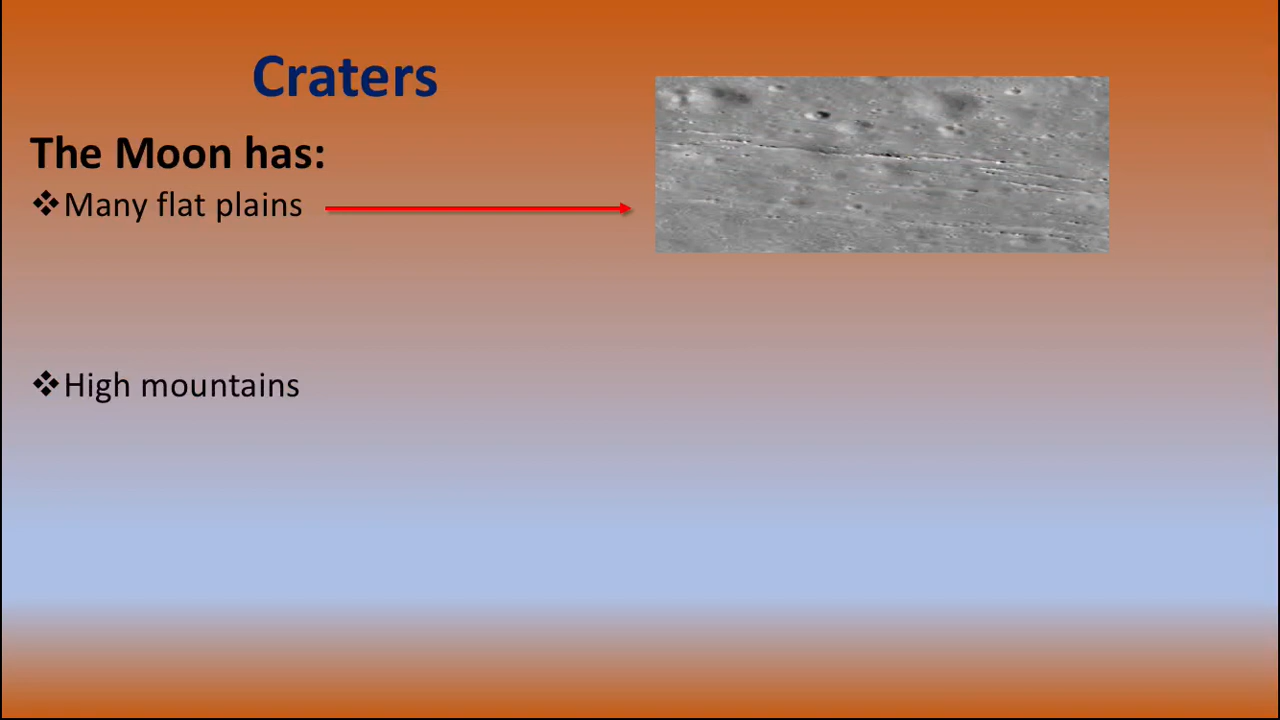 Craters
The Moon has:
❖Many flat plains
❖High mountains